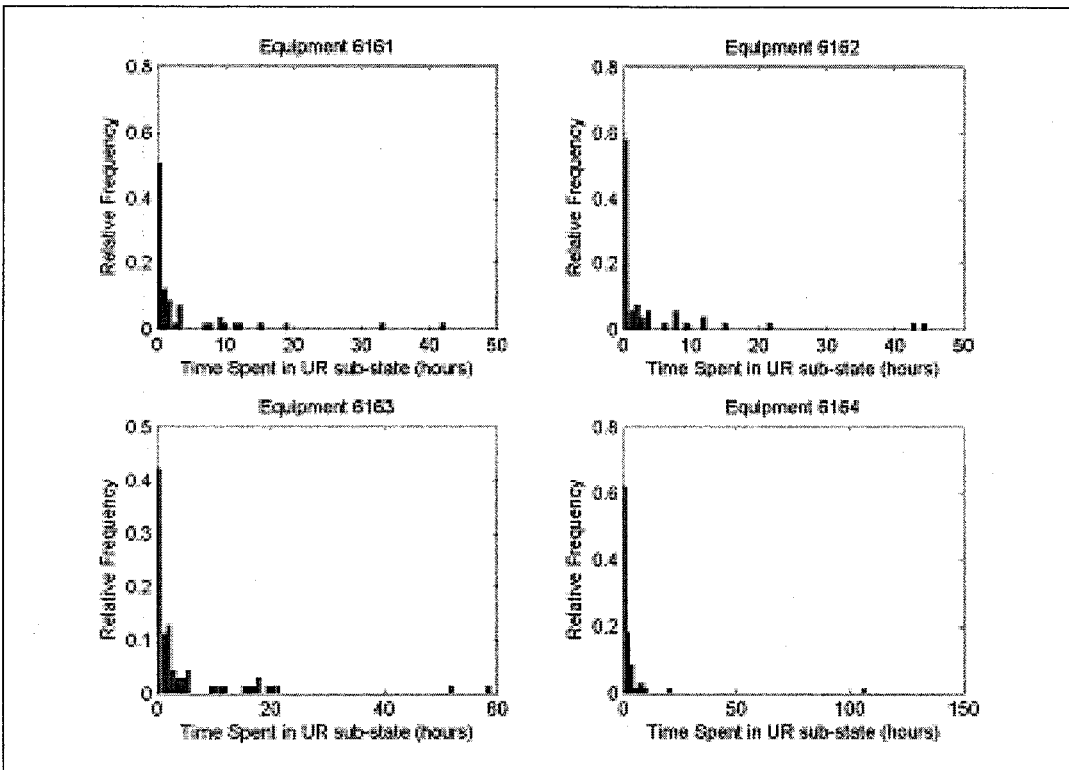 Equipment 6161
0.8
0.6
0.4
0.2
0
Relative Frequency
0 10 20 30 40 50
Time Spent in UR sub-state (hours)
Equipment 6162
0.8
0.6
0.4
0.2
0
Relative Frequency
0 10 20 30 40 50
Time Spent in UR sub-state (hours)
Equipment 6163
0.5
0.4
0.3
0.2
0.1
0
Relative Frequency
0 20 40 60
Time Spent in UR sub-state (hours)
Equipment 6164
0.8
0.6
0.4
0.2
0
Relative Frequency
0 50 100 150
Time Spent in UR sub-state (hours)